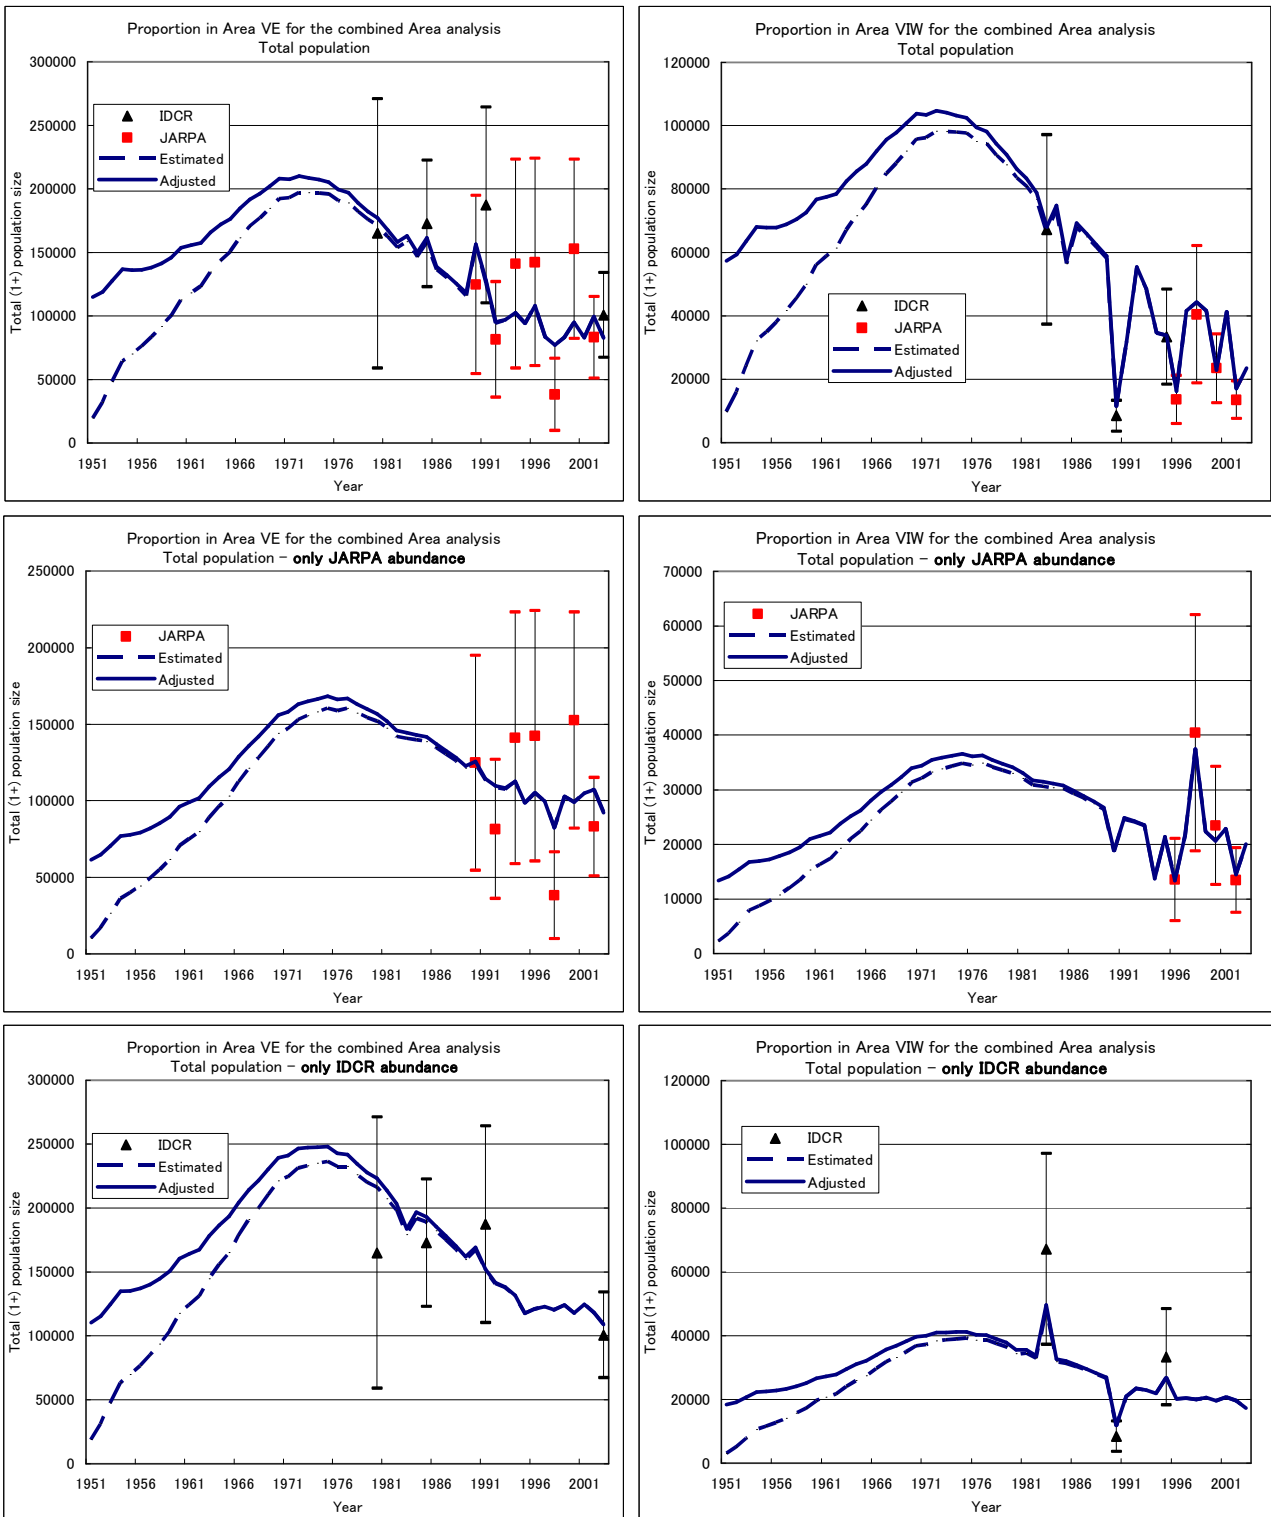 Proportion in Area VE for the combined Area analysis
Total population
Total (1+) population size
300000
250000
200000
150000
100000
50000
0
IDCR
JARPA
Estimated
Adjusted
1951 1956 1961 1966 1971 1976 1981 1986 1991 1996 2001
Year
Proportion in Area VIW for the combined Area analysis
Total population
Total (1+) population size
120000
100000
80000
60000
40000
20000
0
IDCR
JARPA
Estimated
Adjusted
1951 1956 1961 1966 1971 1976 1981 1986 1991 1996 2001
Year
Proportion in Area VE for the combined Area analysis
Total population - only JARPA abundance
Total (1+) population size
250000
200000
150000
100000
50000
0
JARPA
Estimated
Adjusted
1951 1956 1961 1966 1971 1976 1981 1986 1991 1996 2001
Year
Proportion in Area VIW for the combined Area analysis
Total population - only JARPA abundance
Total (1+) population size
70000
60000
50000
40000
30000
20000
10000
0
JARPA
Estimated
Adjusted
1951 1956 1961 1966 1971 1976 1981 1986 1991 1996 2001
Year
Proportion in Area VE for the combined Area analysis
Total population - only IDCR abundance
Total (1+) population size
300000
250000
200000
150000
100000
50000
0
IDCR
Estimated
Adjusted
1951 1956 1961 1966 1971 1976 1981 1986 1991 1996 2001
Year
Proportion in Area VIW for the combined Area analysis
Total population - only IDCR abundance
Total (1+) population size
120000
100000
80000
60000
40000
20000
0
IDCR
Estimated
Adjusted
1951 1956 1961 1966 1971 1976 1981 1986 1991 1996 2001
Year